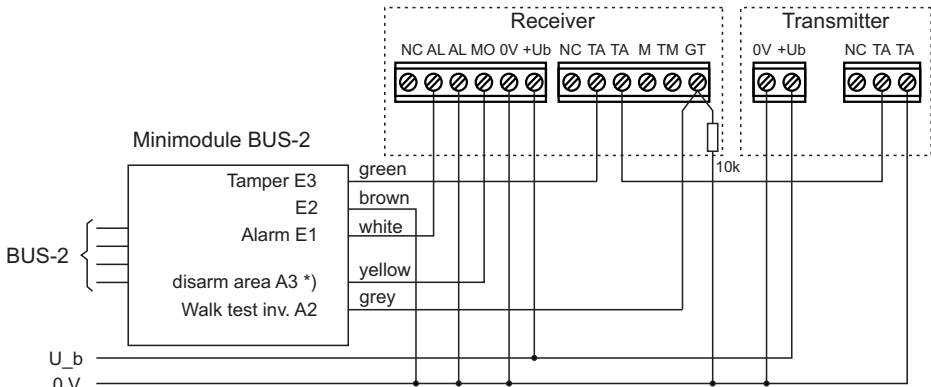 Receiver
Transmitter
NC AL AL MO 0V +Ub NC TA TA M TM GT
0V +Ub NC TA TA
10k
Minimodule BUS-2
Tamper E3 green
E2 brown
Alarm E1 white
BUS-2
disarm area A3 *) yellow
Walk test inv. A2 grey
U_b
0 V